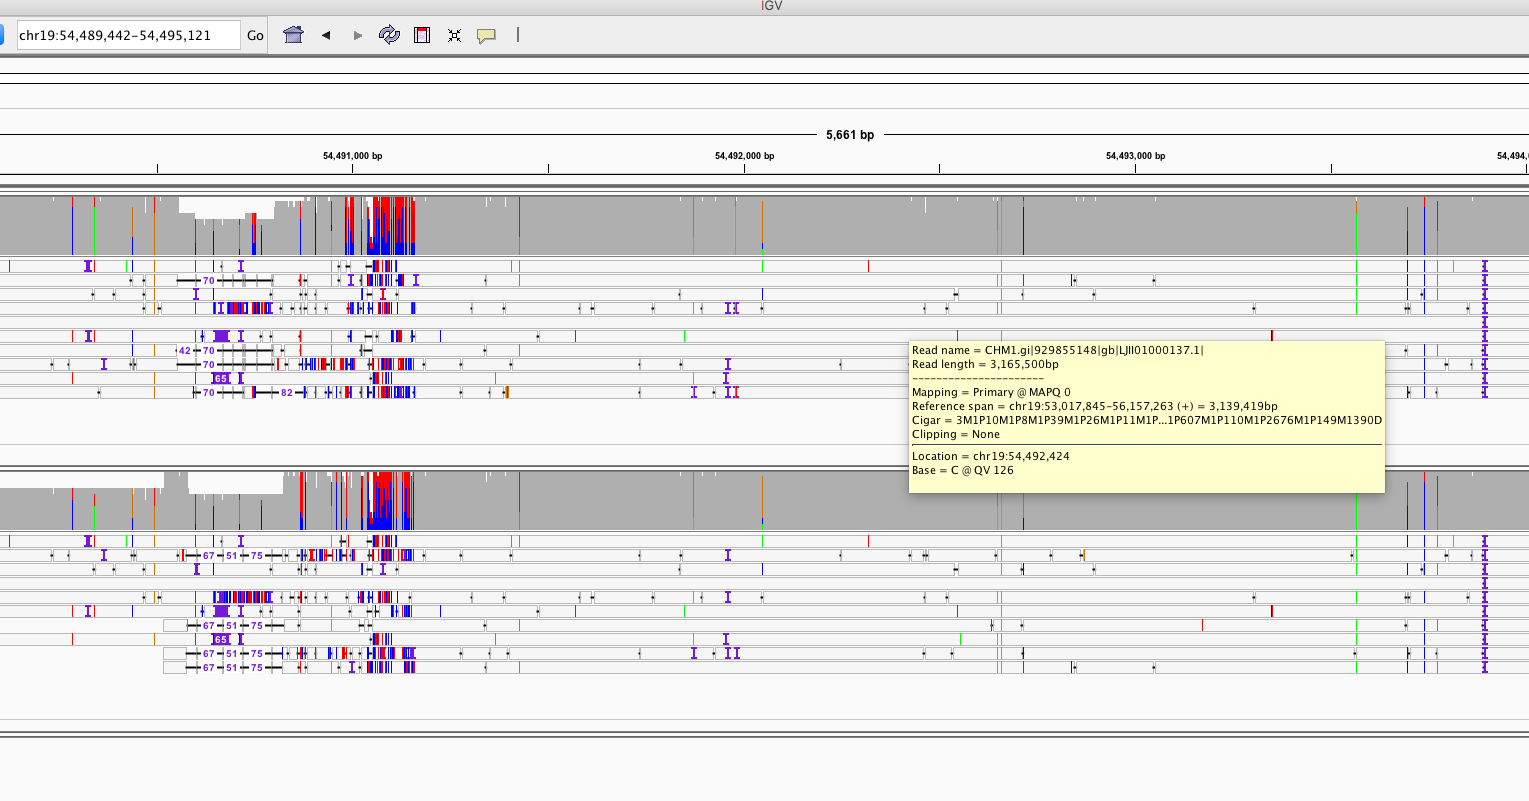 IGV
chr19:54,489,442-54,495,121
Go
5,661 bp
54,491,000 bp
54,492,000 bp
54,493,000 bp
54,494,
70
42
70
70
65
70
82
Read name = CHM1.gi|929855148|gb|LJII01000137.1|
Read length = 3,165,500bp
----------------------
Mapping = Primary @ MAPQ 0
Reference span = chr19:53,017,845-56,157,263 (+) = 3,139,419bp
Cigar = 3M1P10M1P8M1P39M1P26M1P11M1P...1P607M1P110M1P2676M1P149M1390D
Clipping = None
Location = chr19:54,492,424
Base = C @ QV 126
67 51 75
67 51 75
65
67 51 75
67 51 75